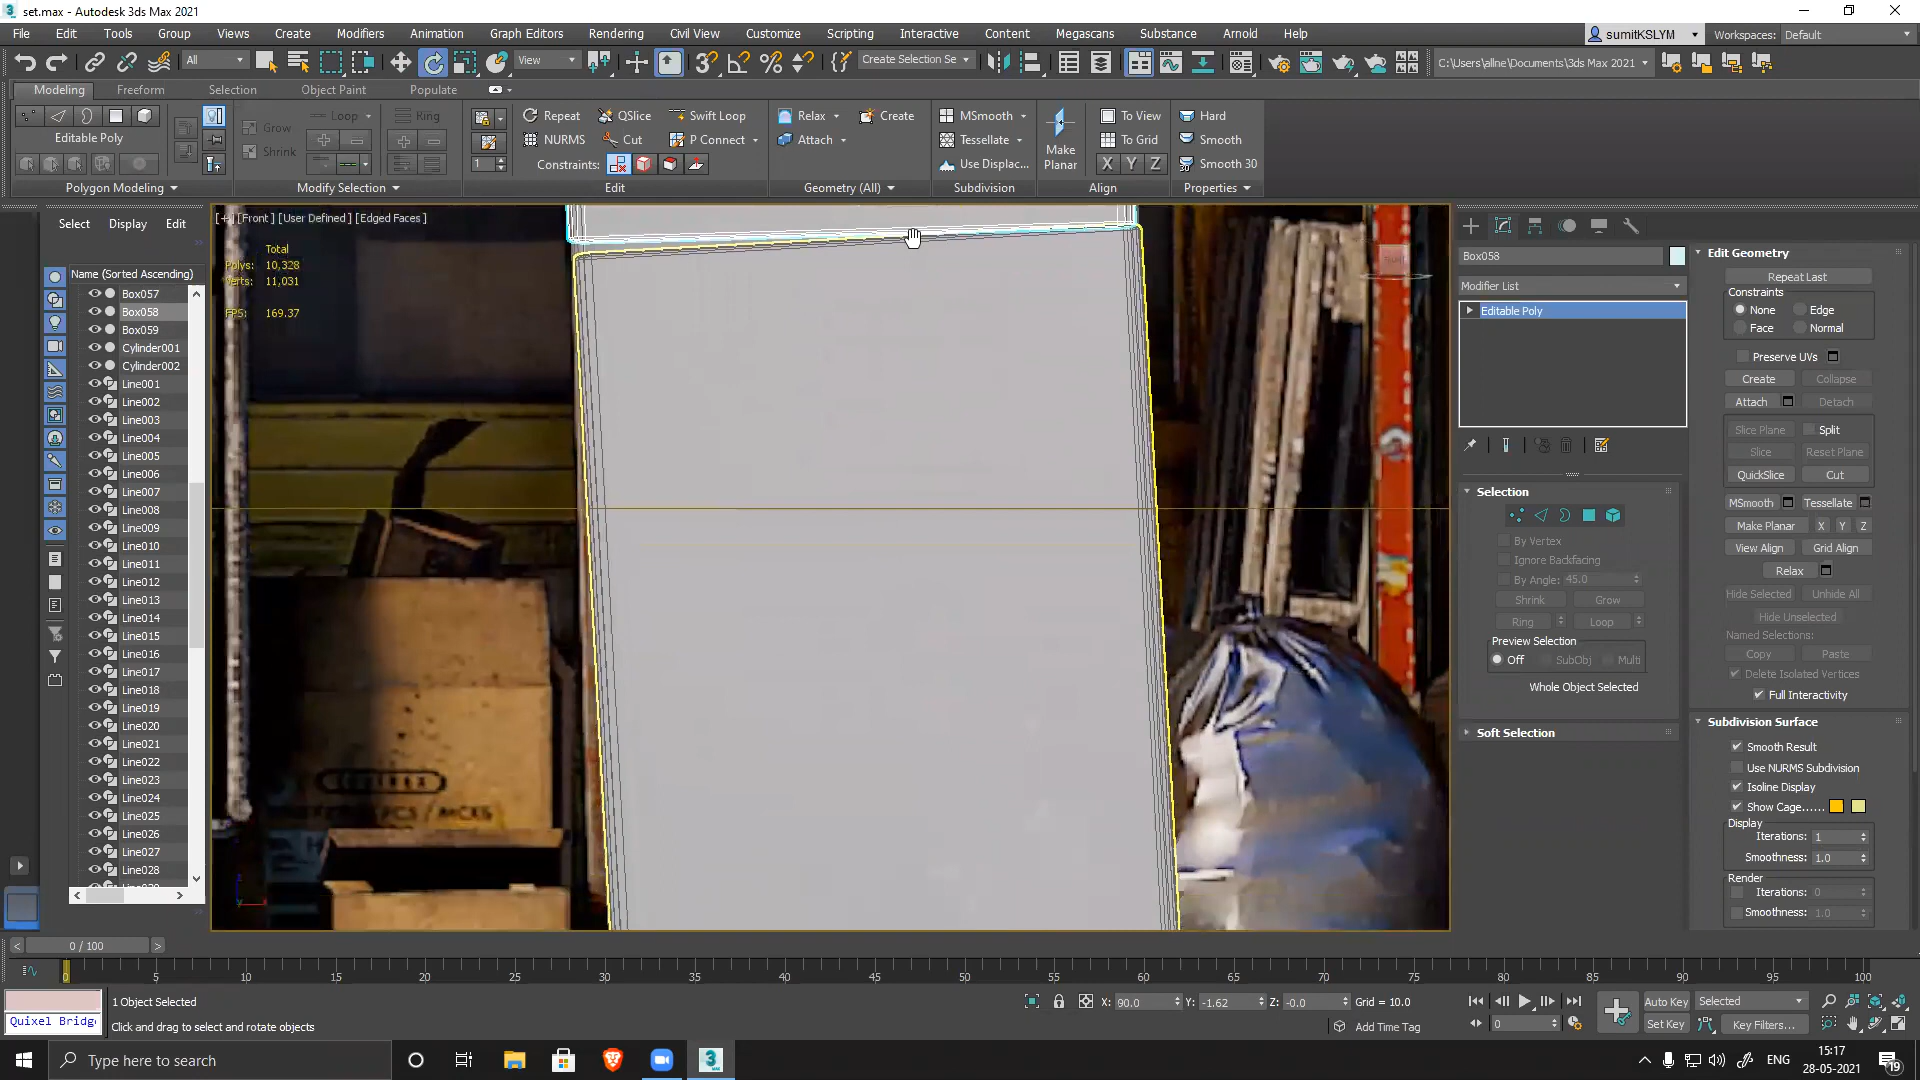 set.max - Autodesk 3ds Max 2021
File Edit Tools Group Views Create Modifiers Animation Graph Editors Rendering Civil View Customize Scripting Interactive Content Megascans Substance Arnold Help
sumitKSLYM Workspaces: Default
All View Create Selection Se C:\Users\allne\Documents\3ds Max 2021
Modeling Freeform Selection Object Paint Populate
Editable Poly
Grow
Shrink
Loop Ring
Repeat QSlice Swift Loop
NURMS Cut P Connect
1 Constraints:
Relax Create
Attach
MSmooth
Tessellate
Use Displac...
Make Planar
To View
To Grid
X Y Z
Hard
Smooth
Smooth 30
Polygon Modeling Modify Selection Edit Geometry (All) Subdivision Align Properties
Select Display Edit
Name (Sorted Ascending)
Box057
Box058
Box059
Cylinder001
Cylinder002
Line001
Line002
Line003
Line004
Line005
Line006
Line007
Line008
Line009
Line010
Line011
Line012
Line013
Line014
Line015
Line016
Line017
Line018
Line019
Line020
Line021
Line022
Line023
Line024
Line025
Line026
Line027
Line028
[+] [Front] [User Defined] [Edged Faces]
Total
Polys: 10,328
Verts: 11,031
FPS: 169.37
Box058
Modifier List
Editable Poly
Selection
By Vertex
Ignore Backfacing
By Angle: 45.0
Shrink Grow
Ring Loop
Preview Selection
Off SubObj Multi
Whole Object Selected
Soft Selection
Edit Geometry
Repeat Last
Constraints
None Edge
Face Normal
Preserve UVs
Create Collapse
Attach Detach
Slice Plane Split
Slice Reset Plane
QuickSlice Cut
MSmooth Tessellate
Make Planar X Y Z
View Align Grid Align
Relax
Hide Selected Unhide All
Hide Unselected
Named Selections:
Copy Paste
Delete Isolated Vertices
Full Interactivity
Subdivision Surface
Smooth Result
Use NURMS Subdivision
Isoline Display
Show Cage......
Display
Iterations: 1
Smoothness: 1.0
Render
Iterations: 0
Smoothness: 1.0
< 0 / 100 >
0 5 10 15 20 25 30 35 40 45 50 55 60 65 70 75 80 85 90 95 100
1 Object Selected
Click and drag to select and rotate objects
Quixel Bridg
X: 90.0 Y: -1.62 Z: -0.0 Grid = 10.0
Add Time Tag
0
Auto Key Selected
Set Key Key Filters...
Type here to search
3 MAX
ENG
15:17
28-05-2021
19